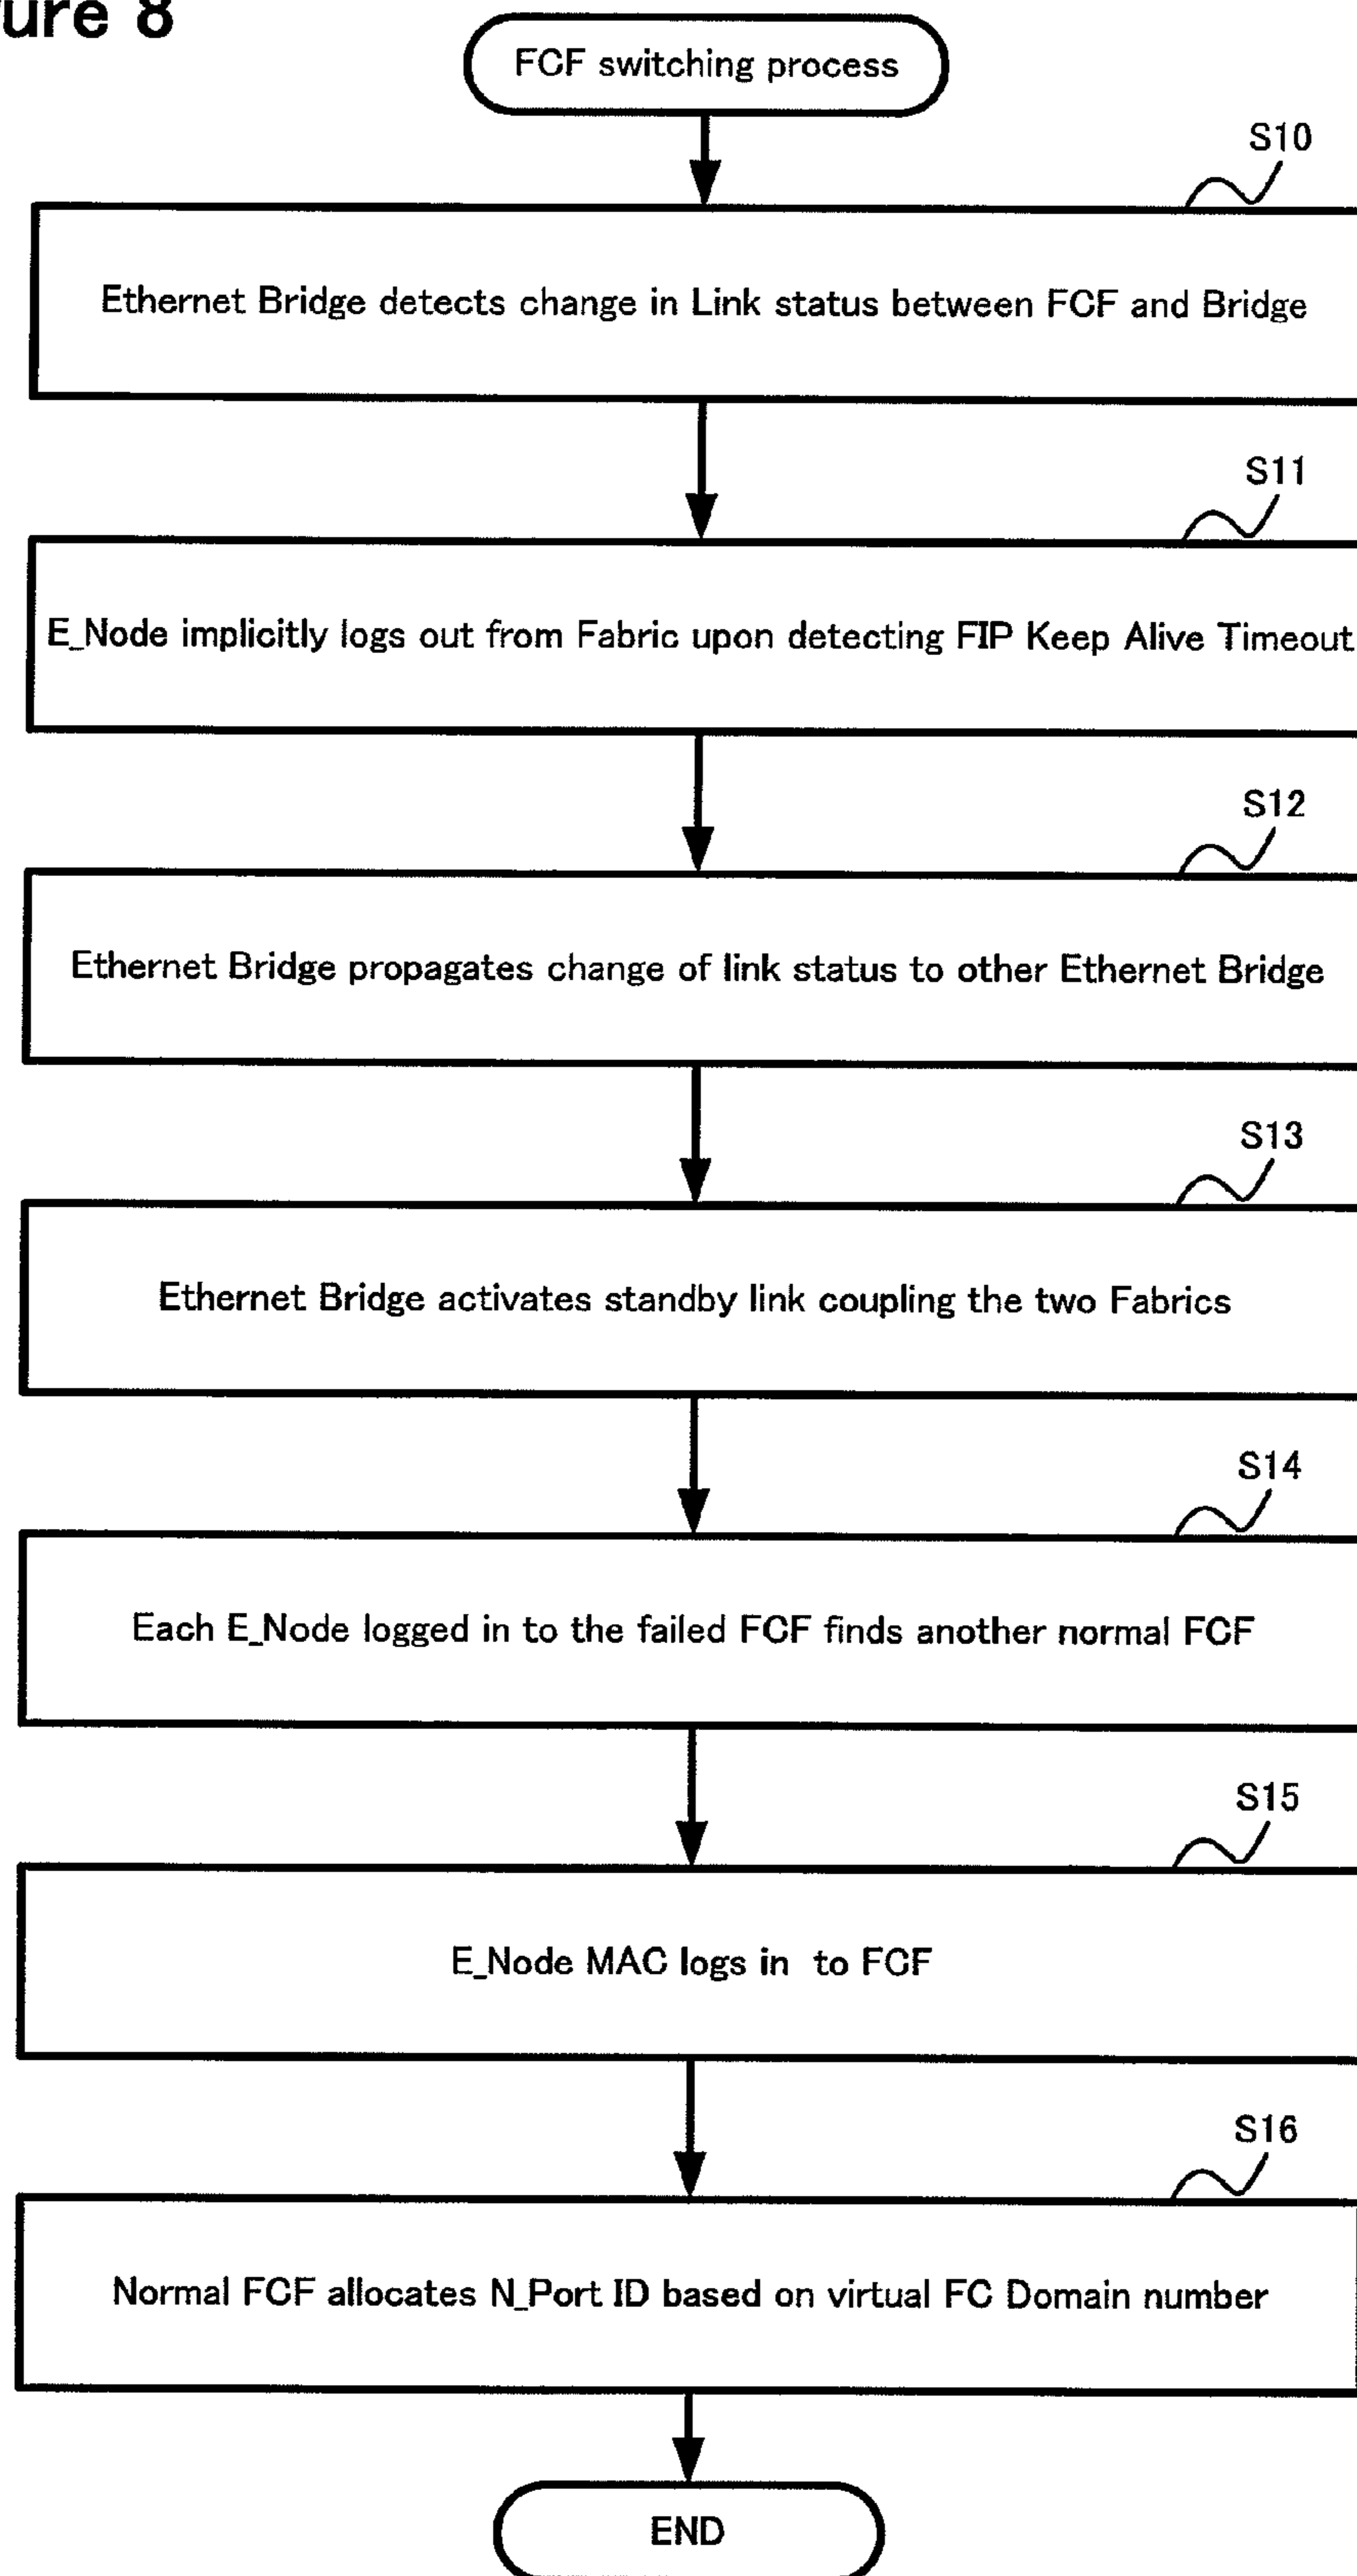 ure 8
FCF switching process
S10
Ethernet Bridge detects change in Link status between FCF and Bridge
S11
E_Node implicitly logs out from Fabric upon detecting FIP Keep Alive Timeout
S12
Ethernet Bridge propagates change of link status to other Ethernet Bridge
S13
Ethernet Bridge activates standby link coupling the two Fabrics
S14
Each E_Node logged in to the failed FCF finds another normal FCF
S15
E_Node MAC logs in to FCF
S16
Normal FCF allocates N_Port ID based on virtual FC Domain number
END